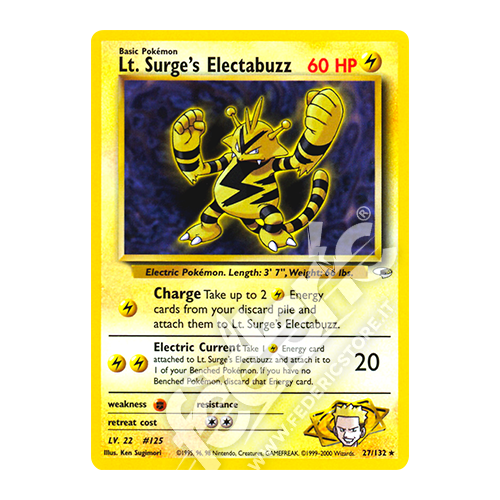 Basic Pokémon
Lt. Surge's Electabuzz 60 HP
Electric Pokémon. Length: 3' 7", Weight: 66 lbs.
Charge Take up to 2 Energy
cards from your discard pile and
attach them to Lt. Surge's Electabuzz.
Electric Current Take 1 Energy card
attached to Lt. Surge's Electabuzz and attach it
to 1 of your Benched Pokémon. If you have no
Benched Pokémon, discard that Energy card.
20
weakness resistance
retreat cost
LV. 22 #125
Illus. Ken Sugimori ©1995, 96, 98 Nintendo, Creatures, GAMEFREAK. ©1999-2000 Wizards. 27/132 ★
federic
WWW.FEDERICSTORE.IT
®